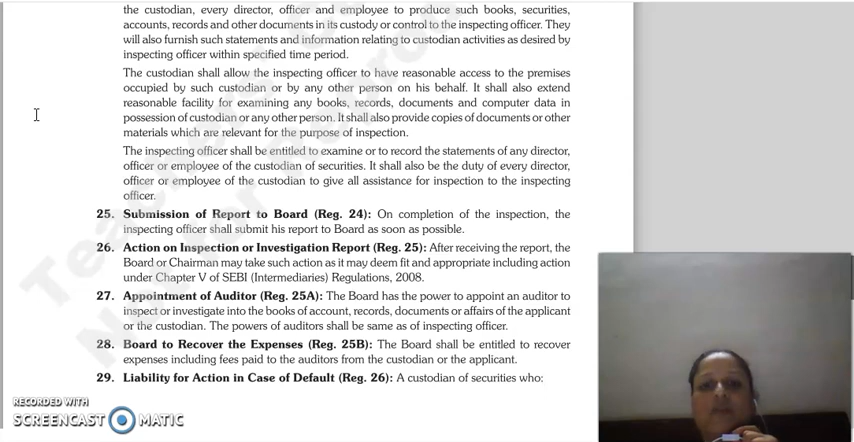 the custodian, every director, officer and employee to produce such books, securities,
accounts, records and other documents in its custody or control to the inspecting officer. They
will also furnish such statements and information relating to custodian activities as desired by
inspecting officer within specified time period.
The custodian shall allow the inspecting officer to have reasonable access to the premises
occupied by such custodian or by any other person on his behalf. It shall also extend
reasonable facility for examining any books, records, documents and computer data in
possession of custodian or any other person. It shall also provide copies of documents or other
materials which are relevant for the purpose of inspection.
The inspecting officer shall be entitled to examine or to record the statements of any director,
officer or employee of the custodian of securities. It shall also be the duty of every director,
officer or employee of the custodian to give all assistance for inspection to the inspecting
officer.
25. Submission of Report to Board (Reg. 24): On completion of the inspection, the
inspecting officer shall submit his report to Board as soon as possible.
26. Action on Inspection or Investigation Report (Reg. 25): After receiving the report, the
Board or Chairman may take such action as it may deem fit and appropriate including action
under Chapter V of SEBI (Intermediaries) Regulations, 2008.
27. Appointment of Auditor (Reg. 25A): The Board has the power to appoint an auditor to
inspect or investigate into the books of account, records, documents or affairs of the applicant
or the custodian. The powers of auditors shall be same as of inspecting officer.
28. Board to Recover the Expenses (Reg. 25B): The Board shall be entitled to recover
expenses including fees paid to the auditors from the custodian or the applicant.
29. Liability for Action in Case of Default (Reg. 26): A custodian of securities who:
RECORDED WITH
SCREENCAST MATIC